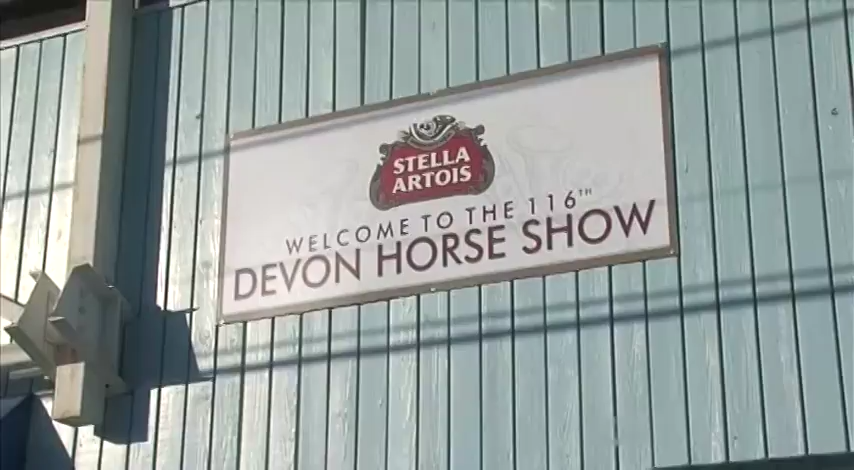 STELLA
ARTOIS
WELCOME TO THE 116TH
DEVON HORSE SHOW